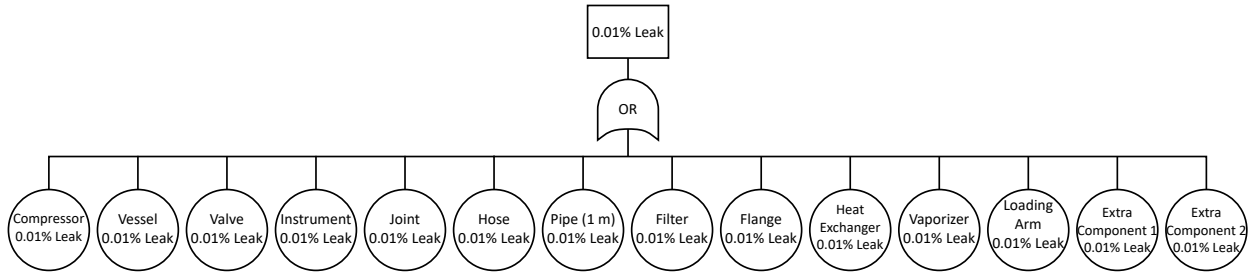 0.01% Leak
OR
Compressor
0.01% Leak
Vessel
0.01% Leak
Valve
0.01% Leak
Instrument
0.01% Leak
Joint
0.01% Leak
Hose
0.01% Leak
Pipe (1 m)
0.01% Leak
Filter
0.01% Leak
Flange
0.01% Leak
Heat
Exchanger
0.01% Leak
Vaporizer
0.01% Leak
Loading
Arm
0.01% Leak
Extra
Component 1
0.01% Leak
Extra
Component 2
0.01% Leak